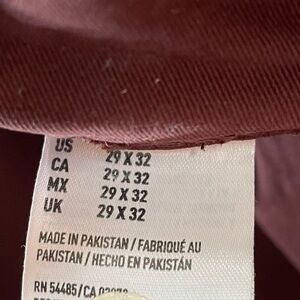 US 29 X 32
CA 29 X 32
MX 29 X 32
UK 29 X 32
MADE IN PAKISTAN / FABRIQUÉ AU
PAKISTAN / HECHO EN PAKISTÁN
RN 54485/CA